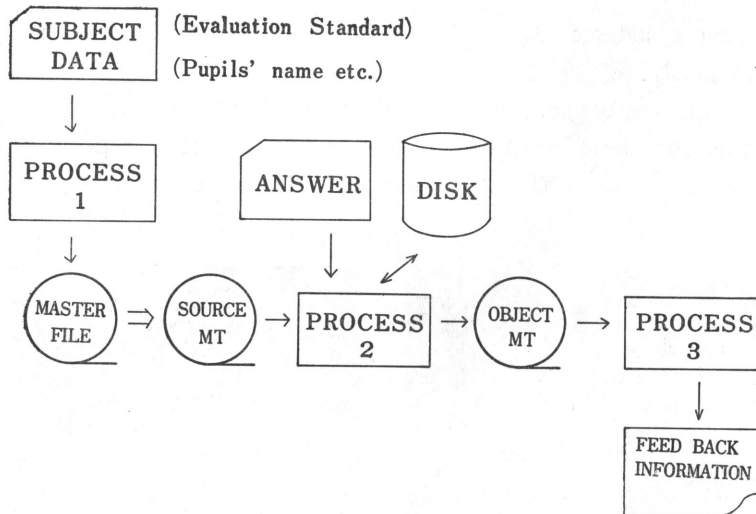 SUBJECT
DATA
(Evaluation Standard)
(Pupils' name etc.)
PROCESS
1
ANSWER
DISK
MASTER
FILE
SOURCE
MT
PROCESS
2
OBJECT
MT
PROCESS
3
FEED BACK
INFORMATION